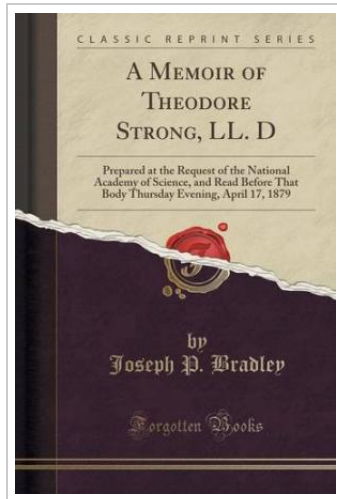 CLASSIC REPRINT SERIES
A MEMOIR OF
THEODORE
STRONG, LL. D
Prepared at the Request of the National
Academy of Science, and Read Before That
Body Thursday Evening, April 17, 1879
by
Joseph P. Bradley
Forgotten Books